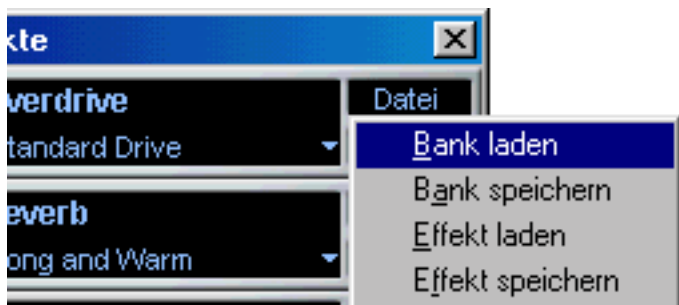 kte
verdrive
Datei
tandard Drive
Bank laden
Bank speichern
everb
Effekt laden
ong and Warm
Effekt speichern